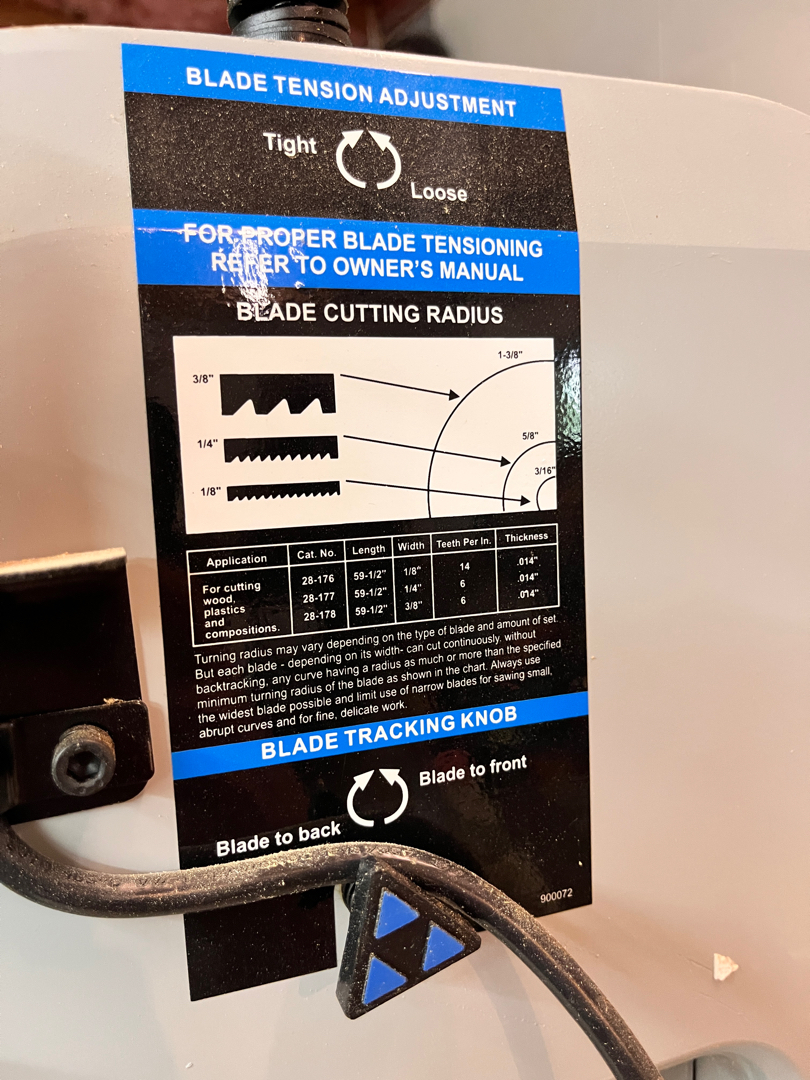 BLADE TENSION ADJUSTMENT
Tight
Loose
FOR PROPER BLADE TENSIONING
REFER TO OWNER'S MANUAL
BLADE CUTTING RADIUS
1-3/8"
3/8"
5/8"
1/4"
3/16"
1/8"
Application Cat. No. Length Width Teeth Per In. Thickness
For cutting
wood,
plastics
and
compositions.
28-176 59-1/2" 1/8" 14 .014"
28-177 59-1/2" 1/4" 6 .014"
28-178 59-1/2" 3/8" 6 .014"
Turning radius may vary depending on the type of blade and amount of set.
But each blade - depending on its width- can cut continuously. without
backtracking, any curve having a radius as much or more than the specified
minimum turning radius of the blade as shown in the chart. Always use
the widest blade possible and limit use of narrow blades for sawing small,
abrupt curves and for fine, delicate work.
BLADE TRACKING KNOB
Blade to front
Blade to back
900072